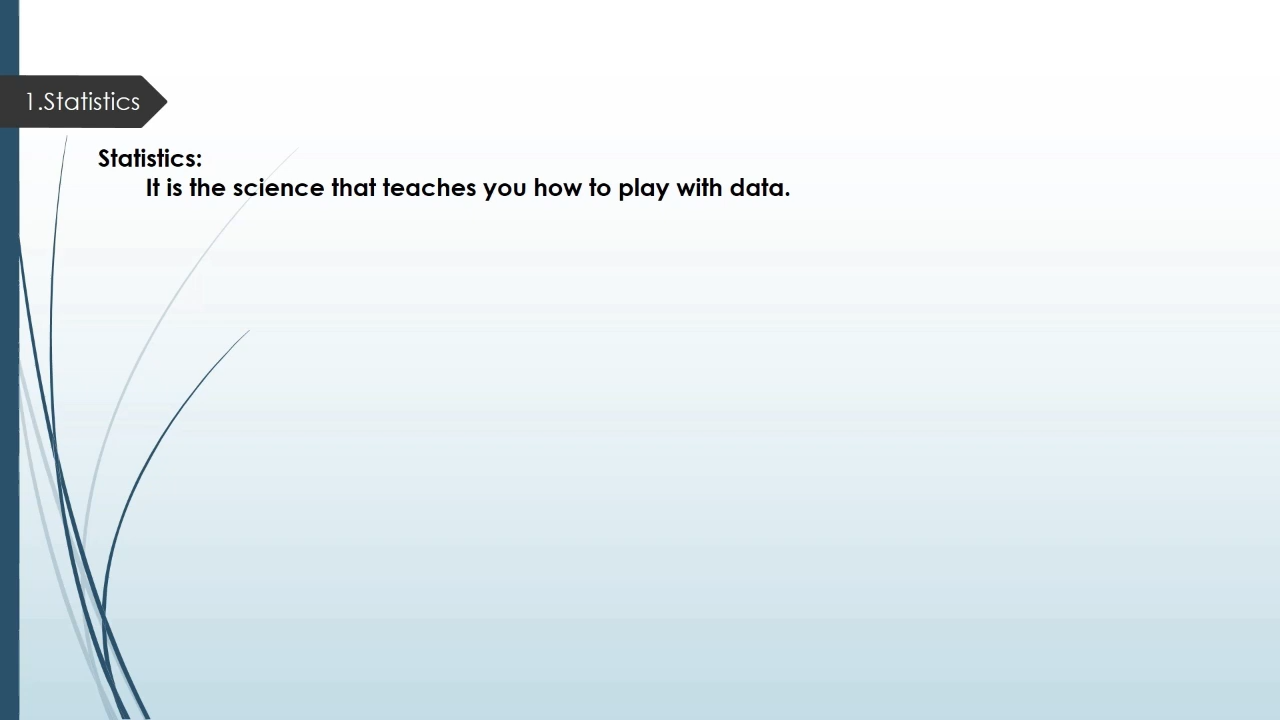 1.Statistics
Statistics:
It is the science that teaches you how to play with data.